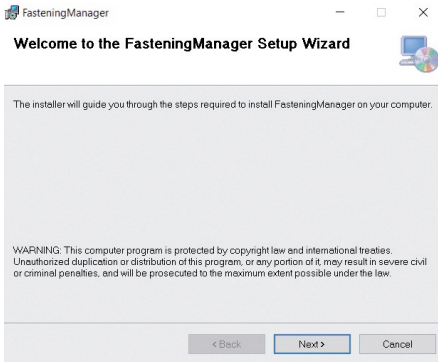 FasteningManager
Welcome to the FasteningManager Setup Wizard
The installer will guide you through the steps required to install FasteningManager on your computer.
WARNING: This computer program is protected by copyright law and international treaties.
Unauthorized duplication or distribution of this program, or any portion of it, may result in severe civil
or criminal penalties, and will be prosecuted to the maximum extent possible under the law.
< Back
Next >
Cancel